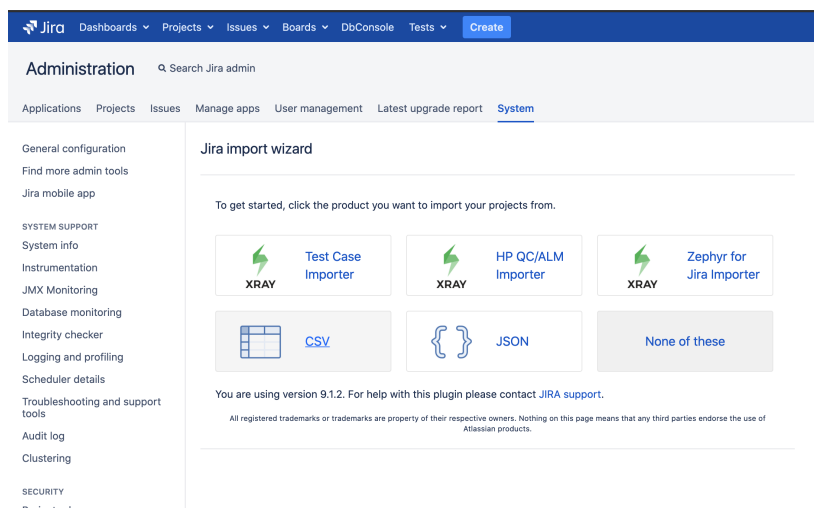 Jira Dashboards Projects Issues Boards DbConsole Tests Create
Administration Search Jira admin
Applications Projects Issues Manage apps User management Latest upgrade report System
General configuration
Find more admin tools
Jira mobile app
SYSTEM SUPPORT
System info
Instrumentation
JMX Monitoring
Database monitoring
Integrity checker
Logging and profiling
Scheduler details
Troubleshooting and support
tools
Audit log
Clustering
SECURITY
Jira import wizard
To get started, click the product you want to import your projects from.
XRAY
Test Case
Importer
XRAY
HP QC/ALM
Importer
XRAY
Zephyr for
Jira Importer
CSV
{ } JSON
None of these
You are using version 9.1.2. For help with this plugin please contact JIRA support.
All registered trademarks or trademarks are property of their respective owners. Nothing on this page means that any third parties endorse the use of
Atlassian products.